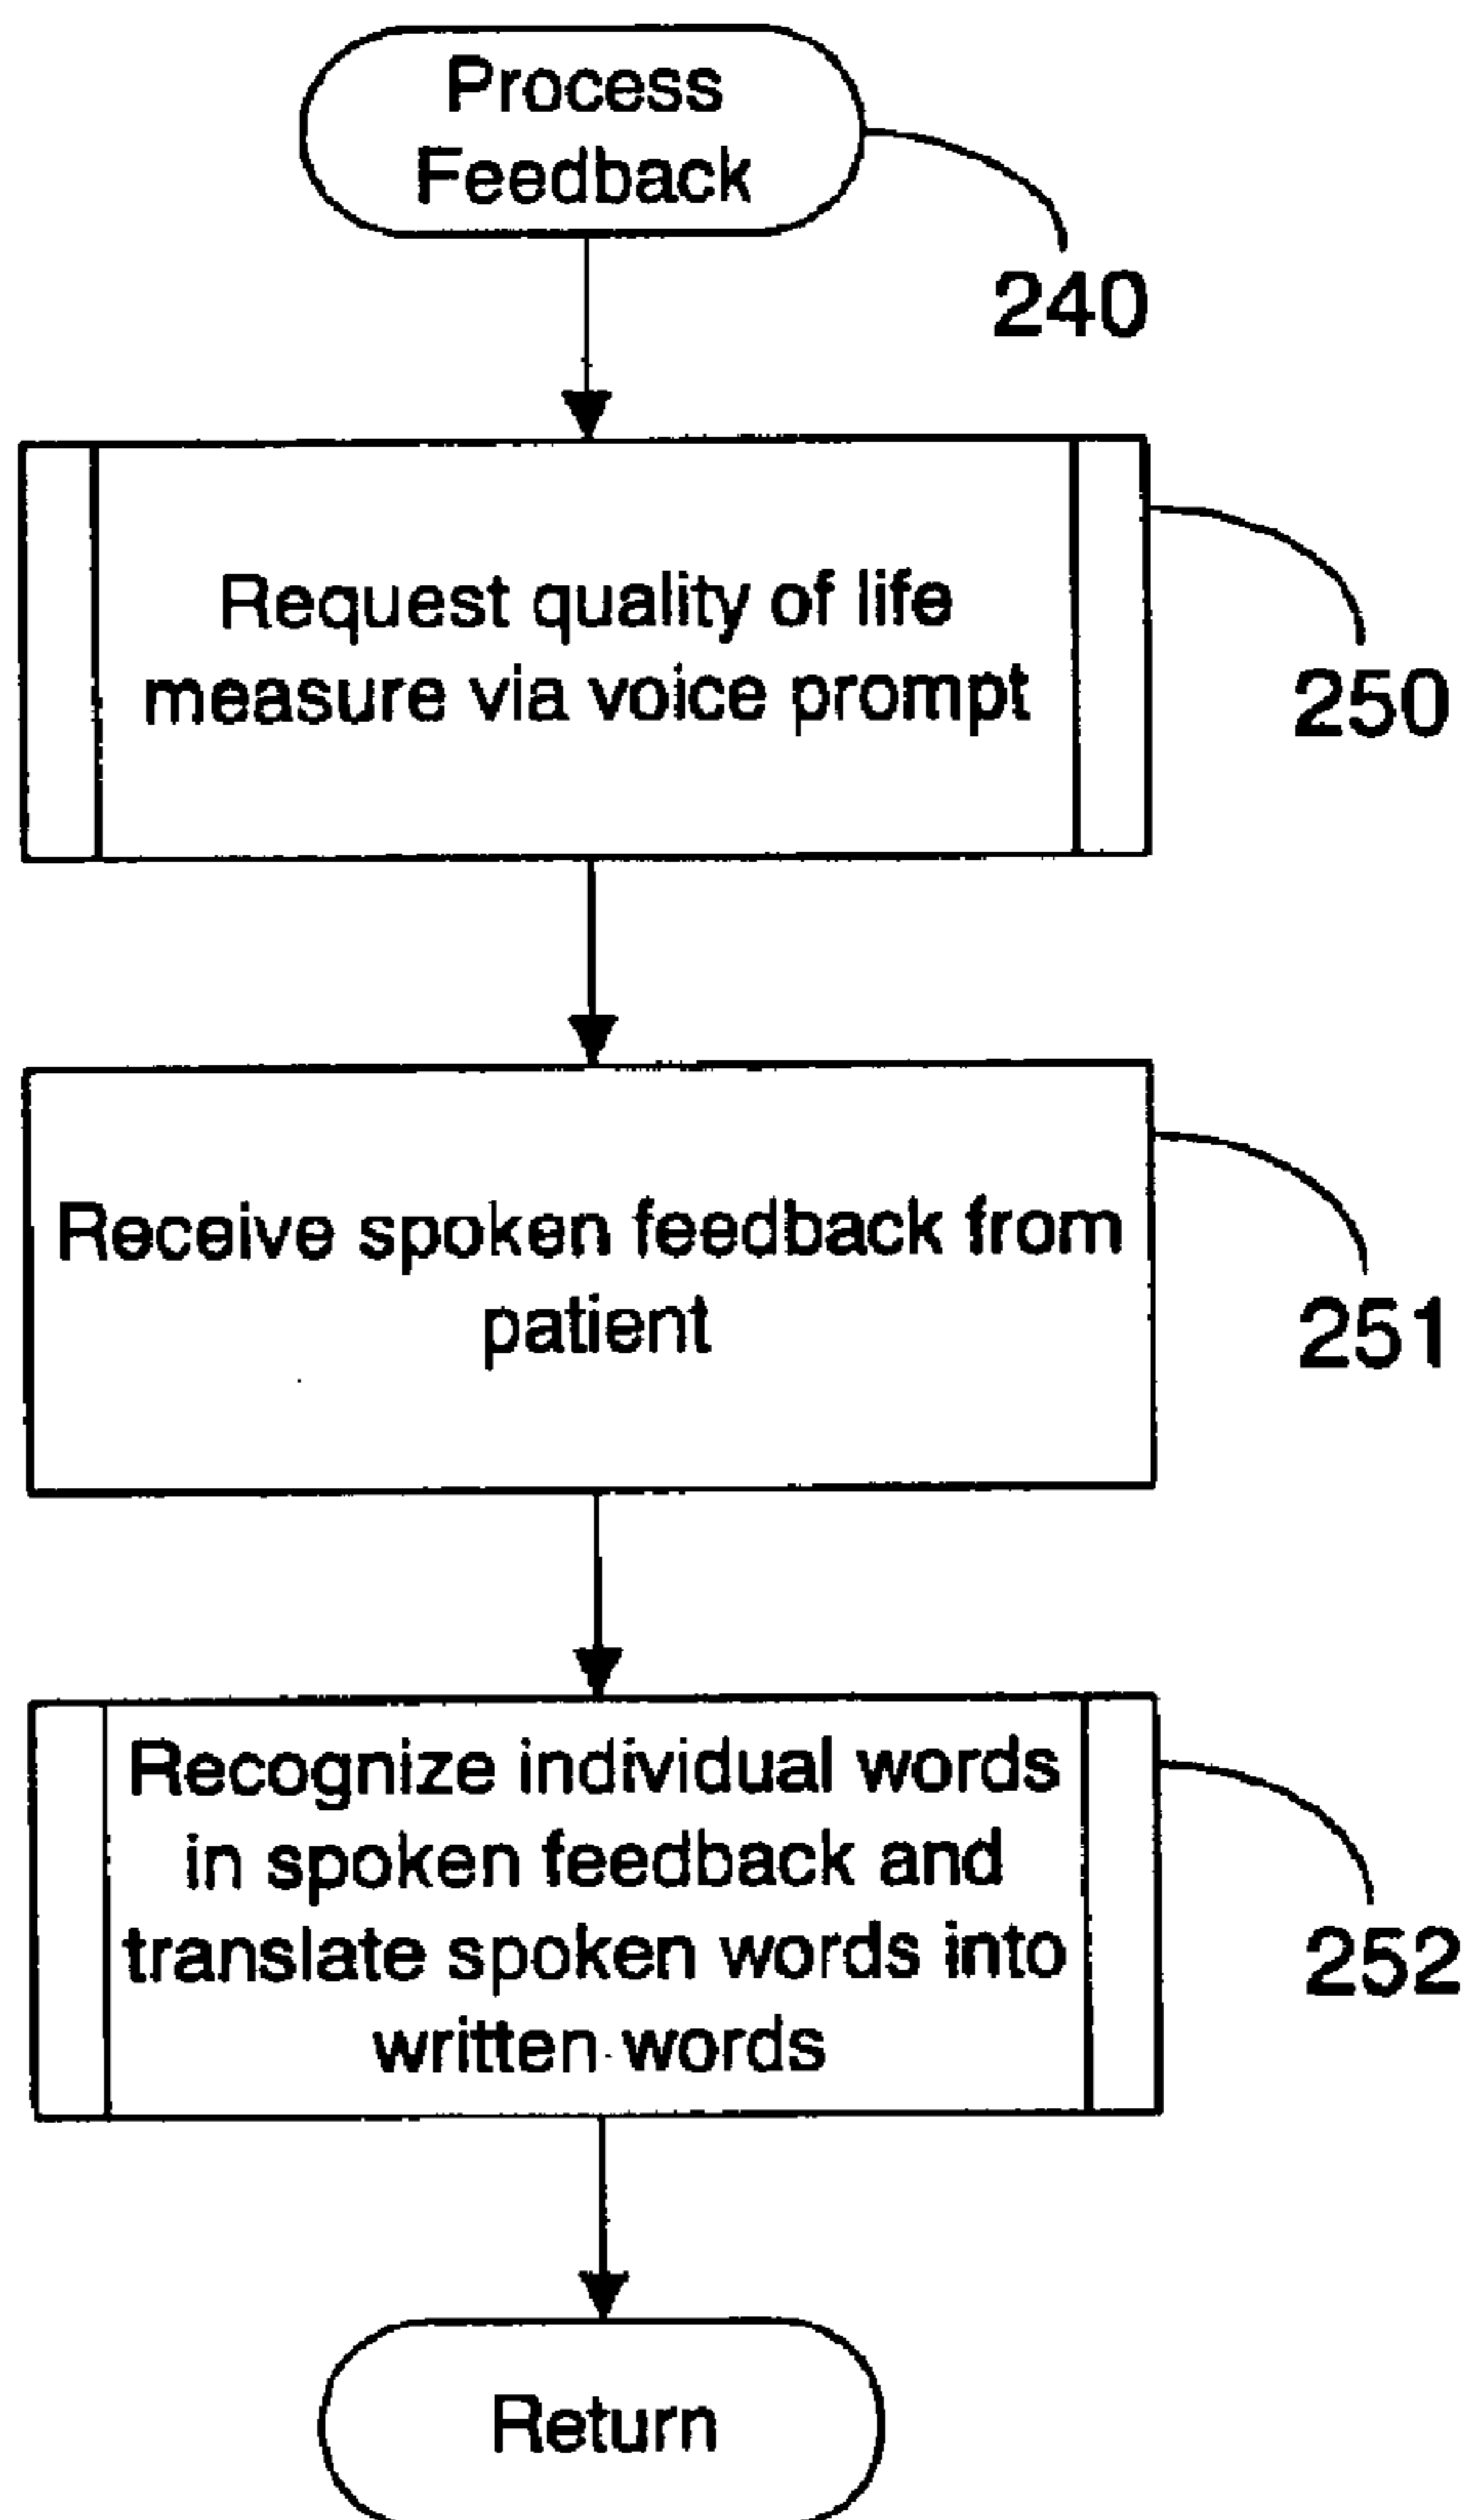 Process
Feedback
240
Request quality of life
measure via voice prompt
250
Receive spoken feedback from
patient
251
Recognize individual words
in spoken feedback and
translate spoken words into
written words
252
Return